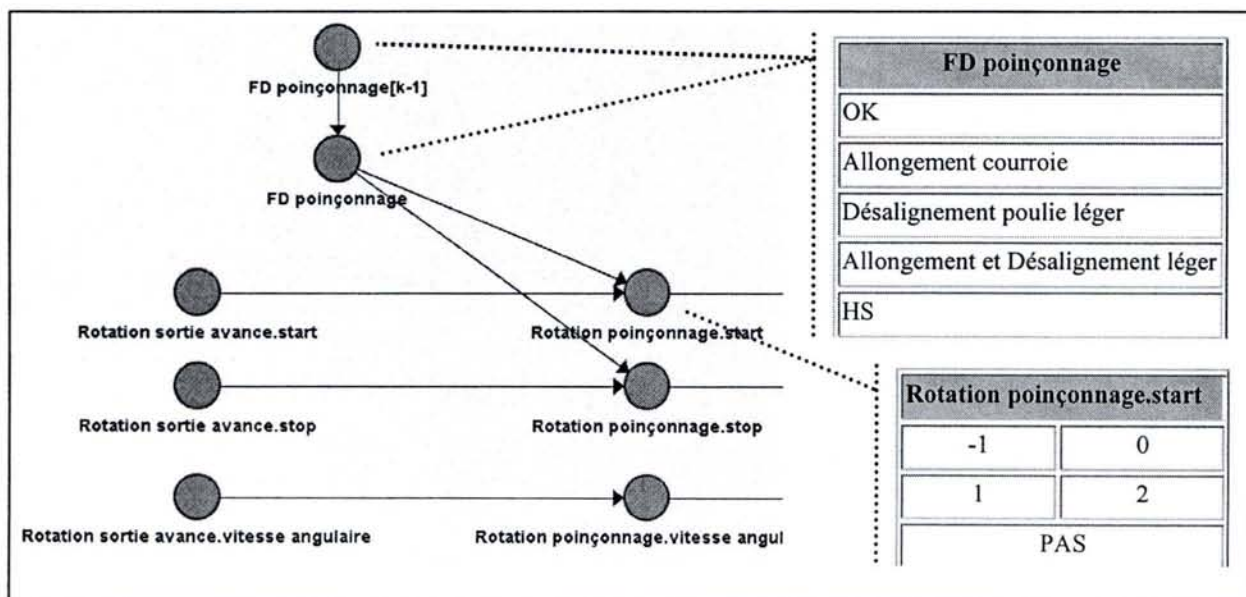 FD poinçonnage[k-1]
FD poinçonnage
Rotation sortie avance.start
Rotation poinçonnage.start
Rotation sortie avance.stop
Rotation poinçonnage.stop
Rotation sortie avance.vitesse angulaire
Rotation poinçonnage.vitesse angul
FD poinçonnage
OK
Allongement courroie
Désalignement poulie léger
Allongement et Désalignement léger
HS
Rotation poinçonnage.start
-1 0
1 2
PAS